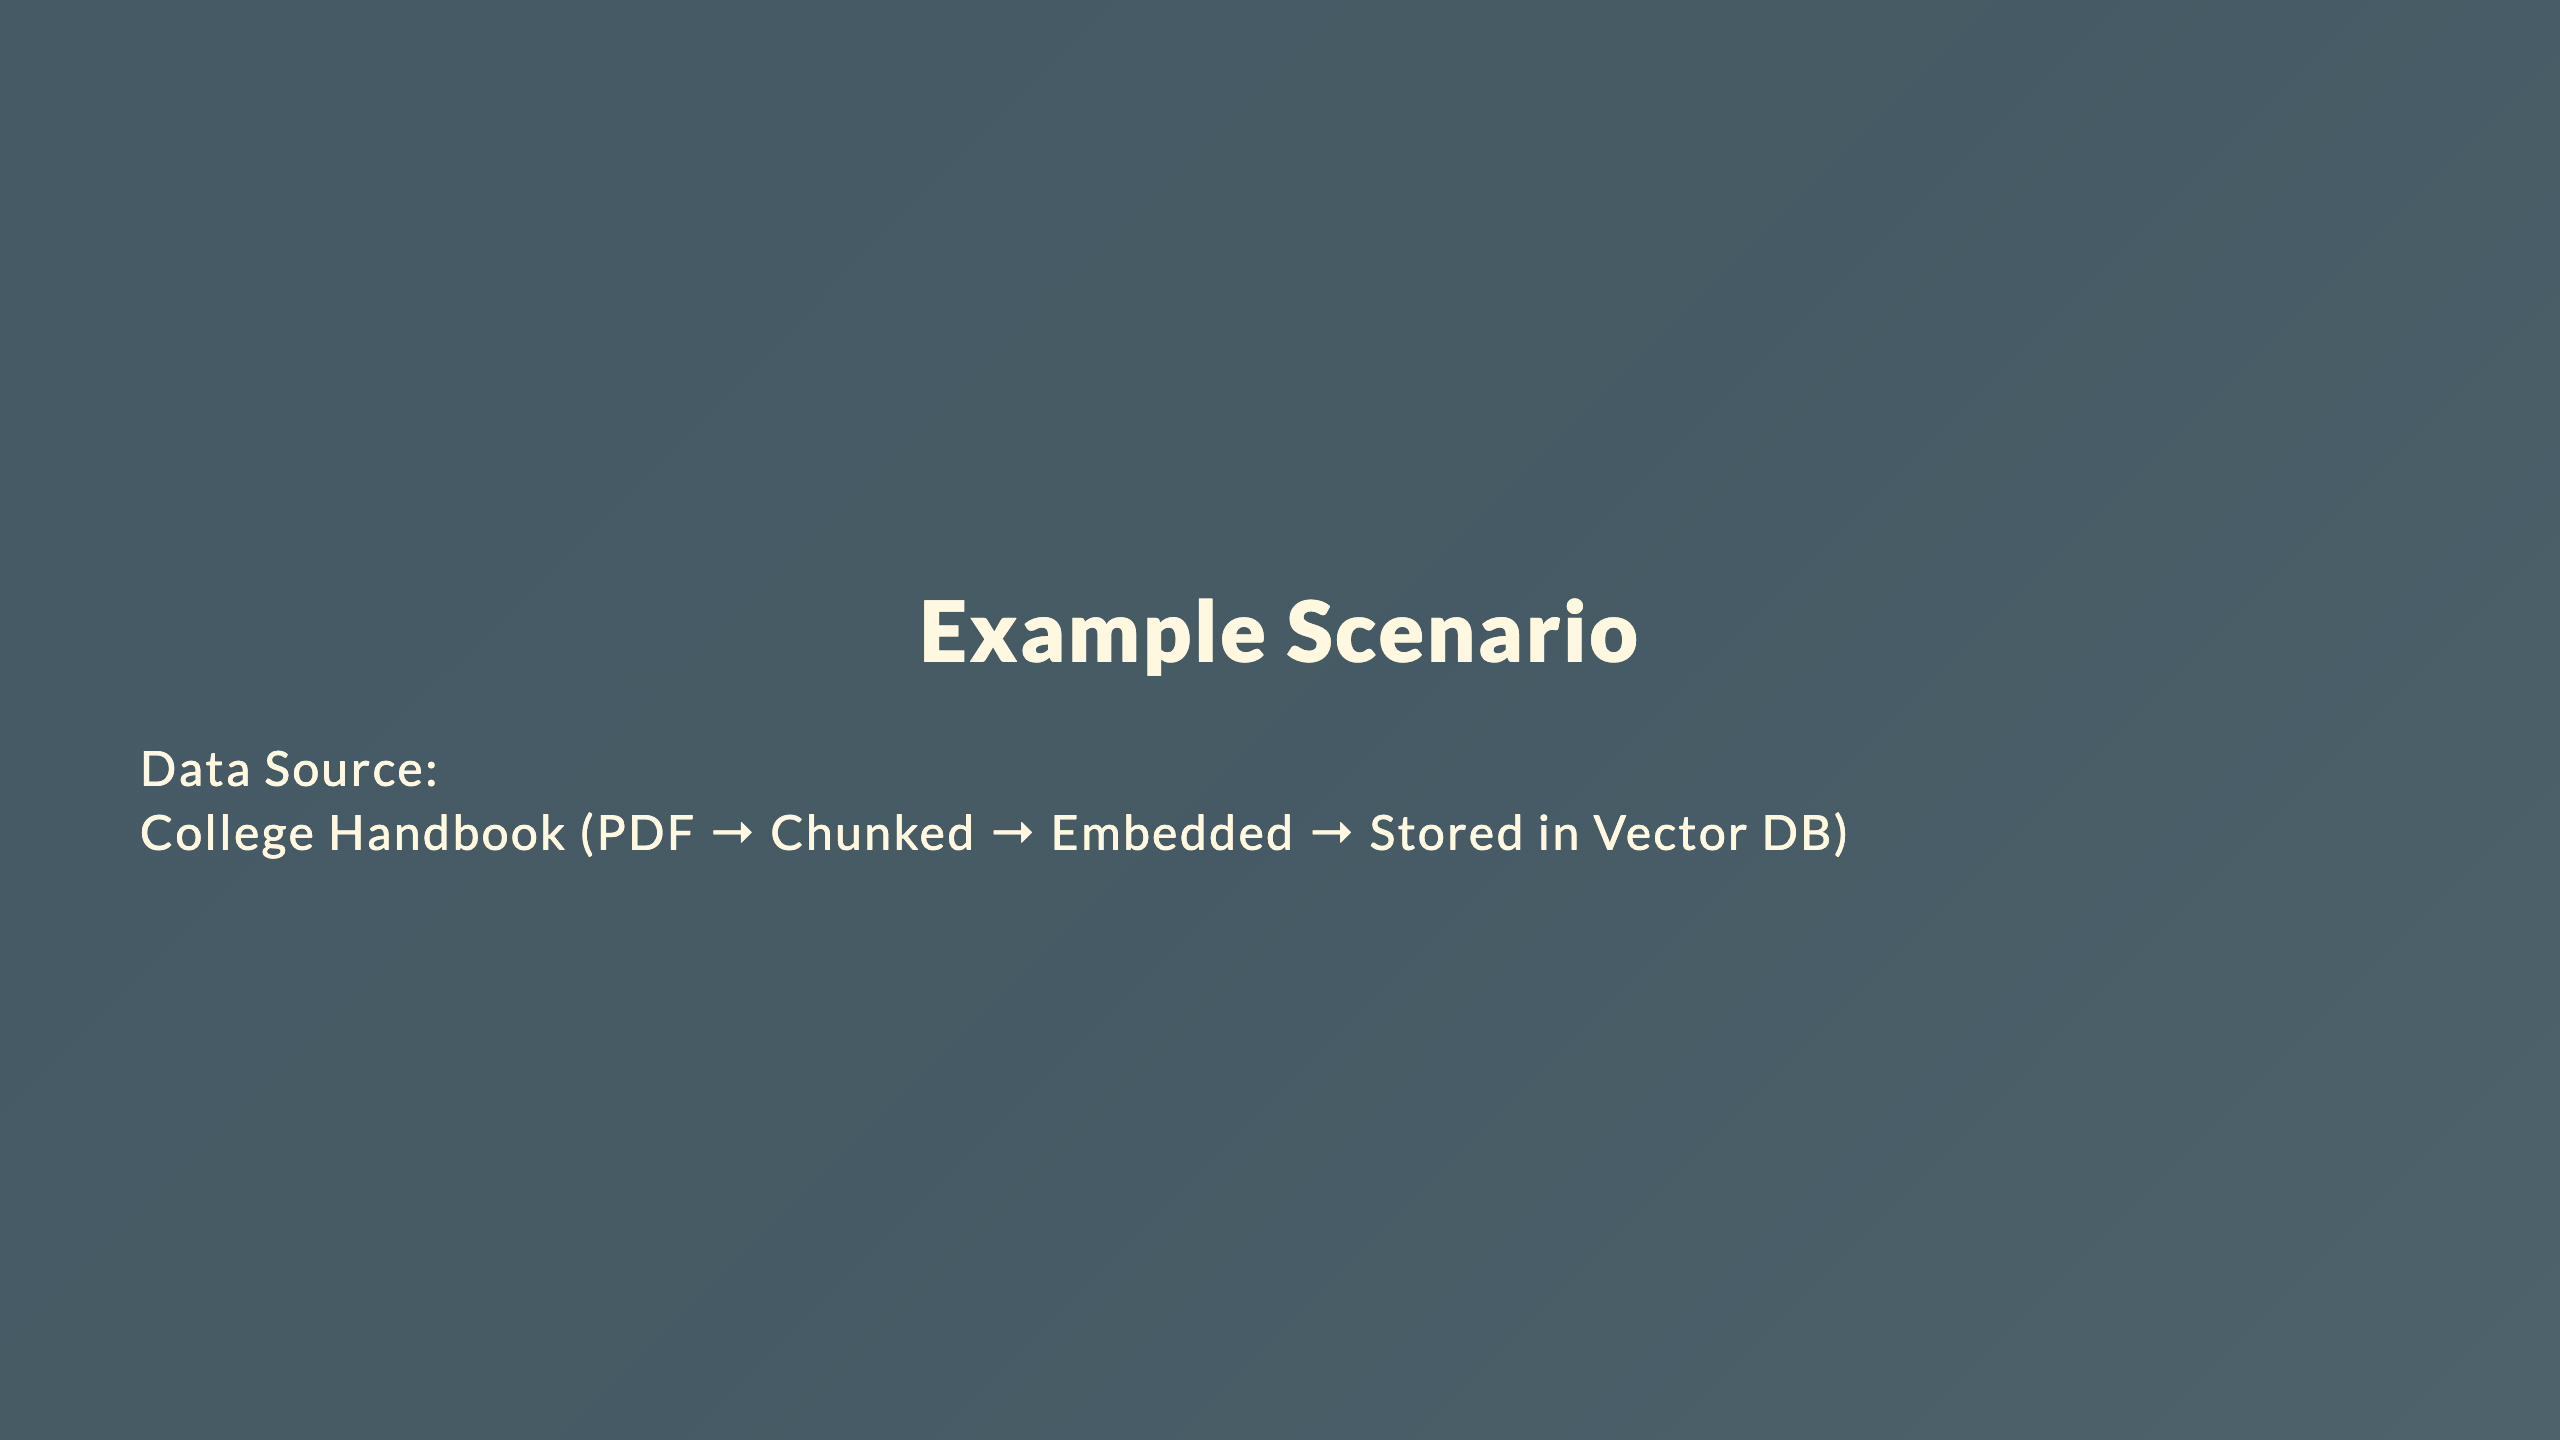 Example Scenario
Data Source:
College Handbook (PDF → Chunked → Embedded → Stored in Vector DB)